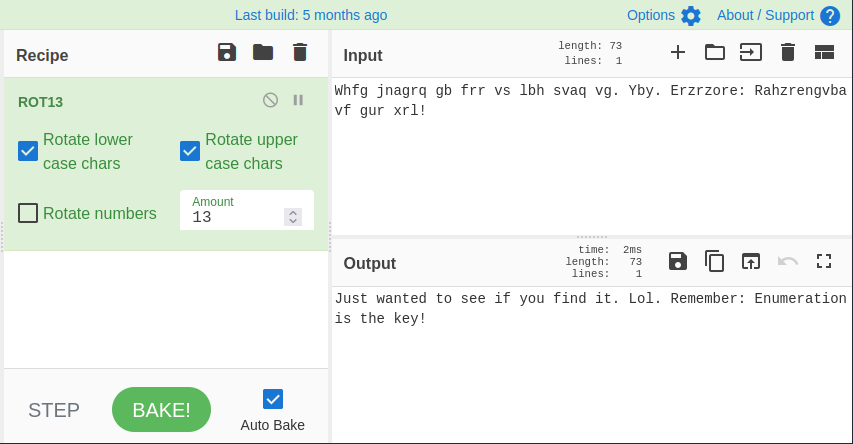 Last build: 5 months ago
Options
About / Support
Recipe
ROT13
Rotate lower
case chars
Rotate upper
case chars
Rotate numbers
Amount
13
STEP
BAKE!
Auto Bake
Input
length: 73
lines: 1
Whfg jnagrq gb frr vs lbh svaq vg. Yby. Erzrzore: Rahzrengvba
vf gur xrl!
Output
time: 2ms
length: 73
lines: 1
Just wanted to see if you find it. Lol. Remember: Enumeration
is the key!